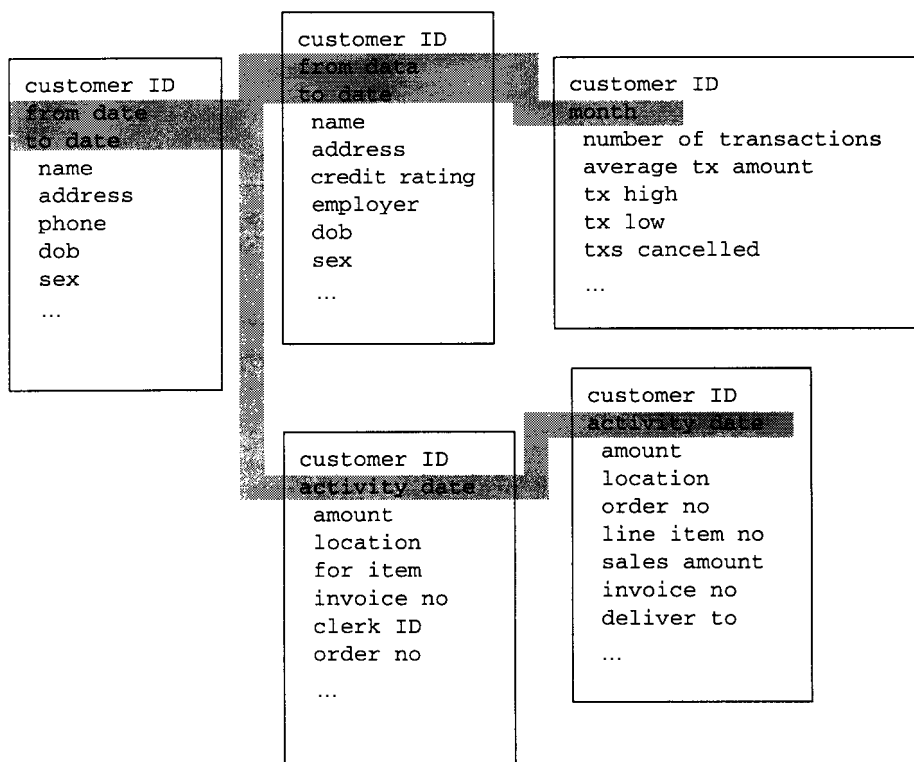 customer ID
from date
to date
name
address
phone
dob
sex
...
customer ID
from data
to date
name
address
credit rating
employer
dob
sex
...
customer ID
month
number of transactions
average tx amount
tx high
tx low
txs cancelled
...
customer ID
activity date
amount
location
for item
invoice no
clerk ID
order no
...
customer ID
activity date
amount
location
order no
line item no
sales amount
invoice no
deliver to
...